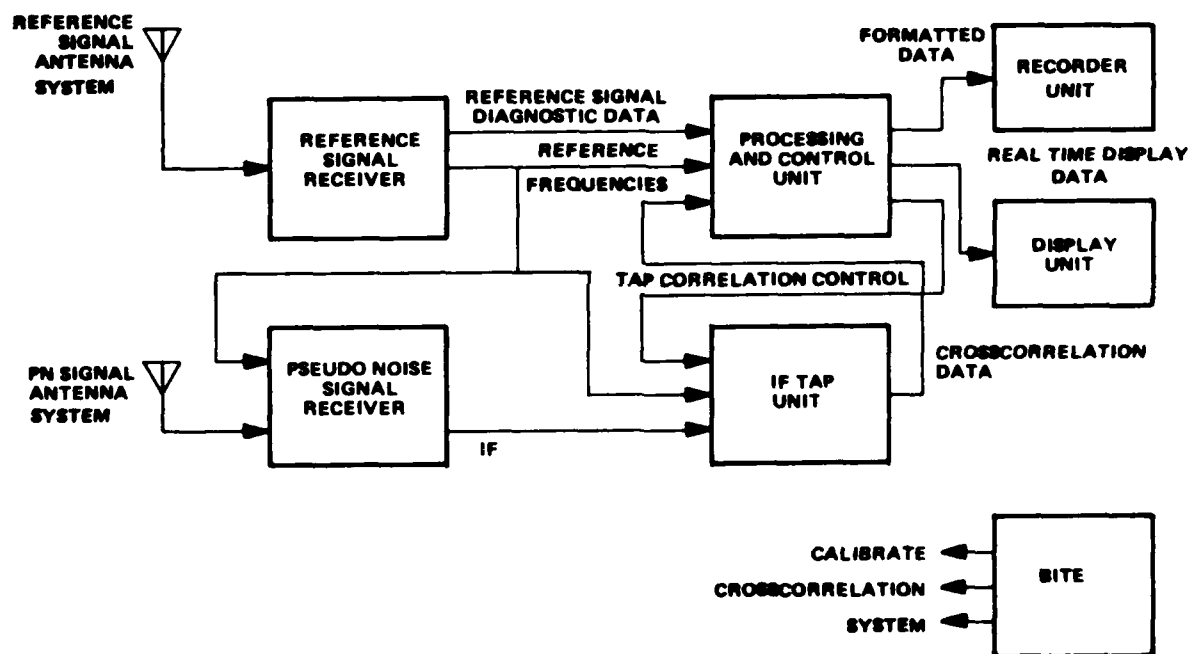 REFERENCE
SIGNAL
ANTENNA
SYSTEM
REFERENCE
SIGNAL
RECEIVER
REFERENCE SIGNAL
DIAGNOSTIC DATA
REFERENCE
FREQUENCIES
PROCESSING
AND CONTROL
UNIT
FORMATTED
DATA
RECORDER
UNIT
REAL TIME DISPLAY
DATA
DISPLAY
UNIT
TAP CORRELATION CONTROL
PN SIGNAL
ANTENNA
SYSTEM
PSEUDO NOISE
SIGNAL
RECEIVER
IF
IF TAP
UNIT
CROSSCORRELATION
DATA
CALIBRATE
CROSSCORRELATION
SYSTEM
BITE